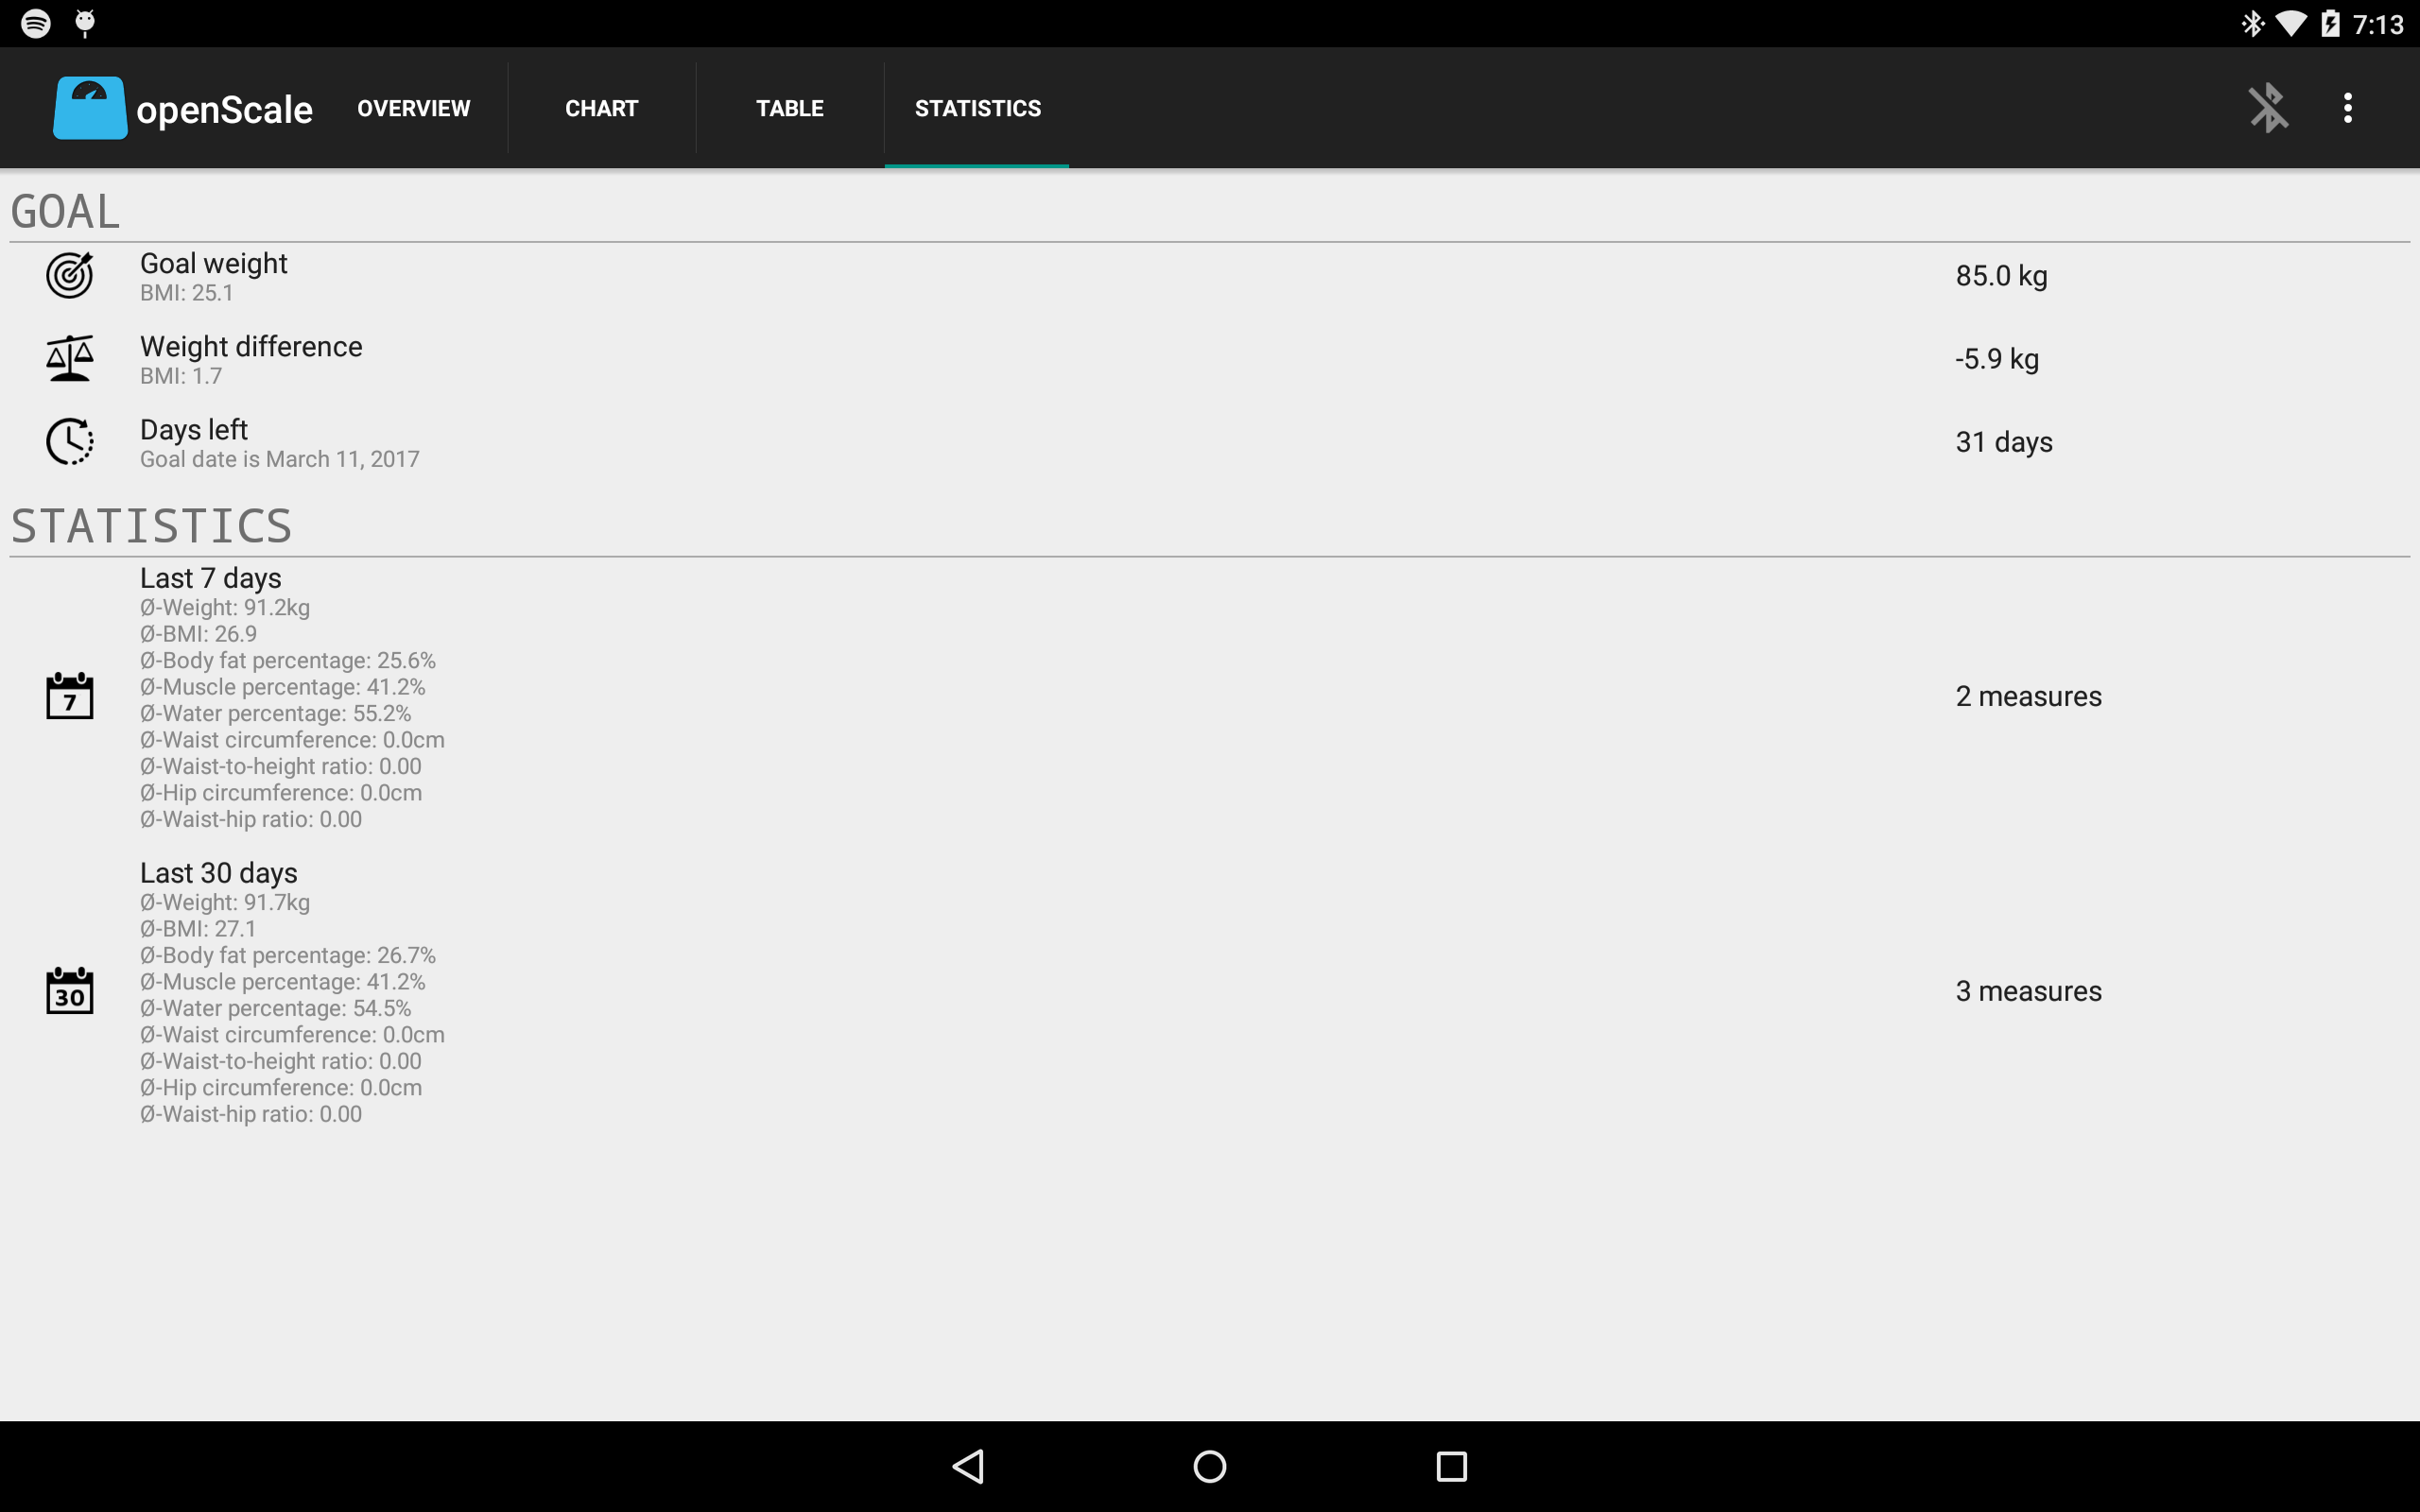 7:13
openScale OVERVIEW CHART TABLE STATISTICS
GOAL
Goal weight
BMI: 25.1
85.0 kg
Weight difference
BMI: 1.7
-5.9 kg
Days left
Goal date is March 11, 2017
31 days
STATISTICS
Last 7 days
Ø-Weight: 91.2kg
Ø-BMI: 26.9
Ø-Body fat percentage: 25.6%
Ø-Muscle percentage: 41.2%
7
2 measures
Ø-Water percentage: 55.2%
Ø-Waist circumference: 0.0cm
Ø-Waist-to-height ratio: 0.00
Ø-Hip circumference: 0.0cm
Ø-Waist-hip ratio: 0.00
Last 30 days
Ø-Weight: 91.7kg
Ø-BMI: 27.1
Ø-Body fat percentage: 26.7%
Ø-Muscle percentage: 41.2%
30
3 measures
Ø-Water percentage: 54.5%
Ø-Waist circumference: 0.0cm
Ø-Waist-to-height ratio: 0.00
Ø-Hip circumference: 0.0cm
Ø-Waist-hip ratio: 0.00